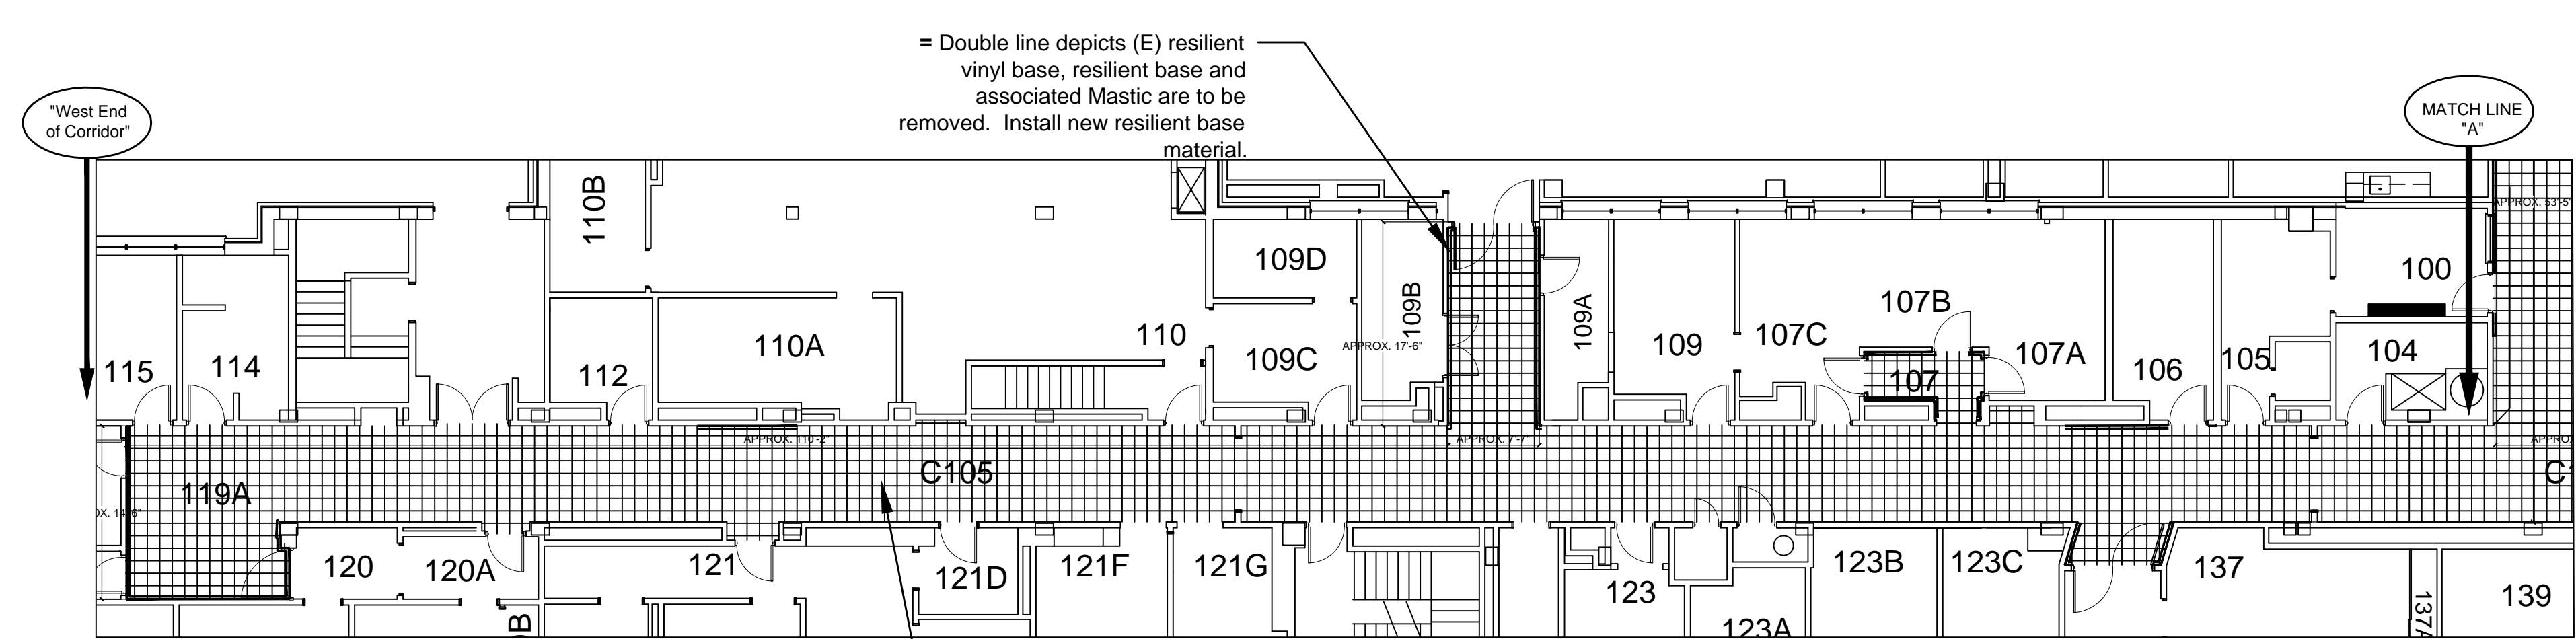 = Double line depicts (E) resilient
vinyl base, resilient base and
associated Mastic are to be
removed. Install new resilient base
material.
"West End
of Corridor"
MATCH LINE
"A"
110B
APPROX. 53'-5"
109D
100
109B
107B
109A
110
APPROX. 17'-6"
110A
109C
109
107C
107A
104
115
114
112
107
106
105
APPROX. 110'-2"
APPROX. 7'-7"
C105
119A
120
120A
121
121D
121F
121G
123
123B
123C
137
139
123A